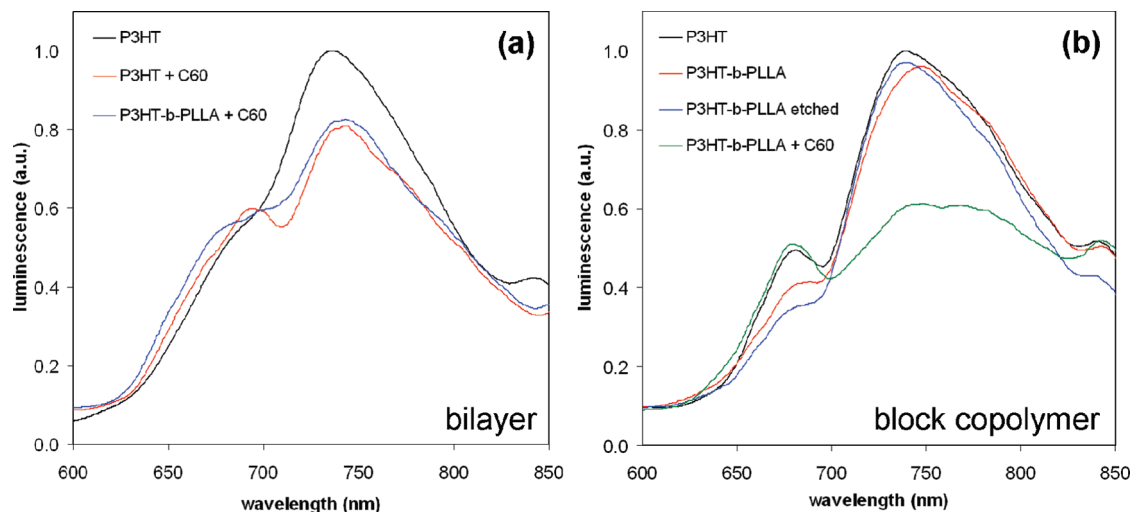 (a)
P3HT
P3HT + C60
P3HT-b-PLLA + C60
1.0
0.8
0.6
0.4
0.2
0.0
luminescence (a.u.)
bilayer
600 650 700 750 800 850
wavelength (nm)
(b)
P3HT
P3HT-b-PLLA
P3HT-b-PLLA etched
P3HT-b-PLLA + C60
1.0
0.8
0.6
0.4
0.2
0.0
luminescence (a.u.)
block copolymer
600 650 700 750 800 850
wavelength (nm)